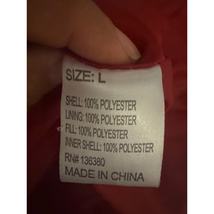 SIZE: L
SHELL: 100% POLYESTER
LINING: 100% POLYESTER
FILL: 100% POLYESTER
INNER SHELL: 100% POLYESTER
RN# 136380
MADE IN CHINA